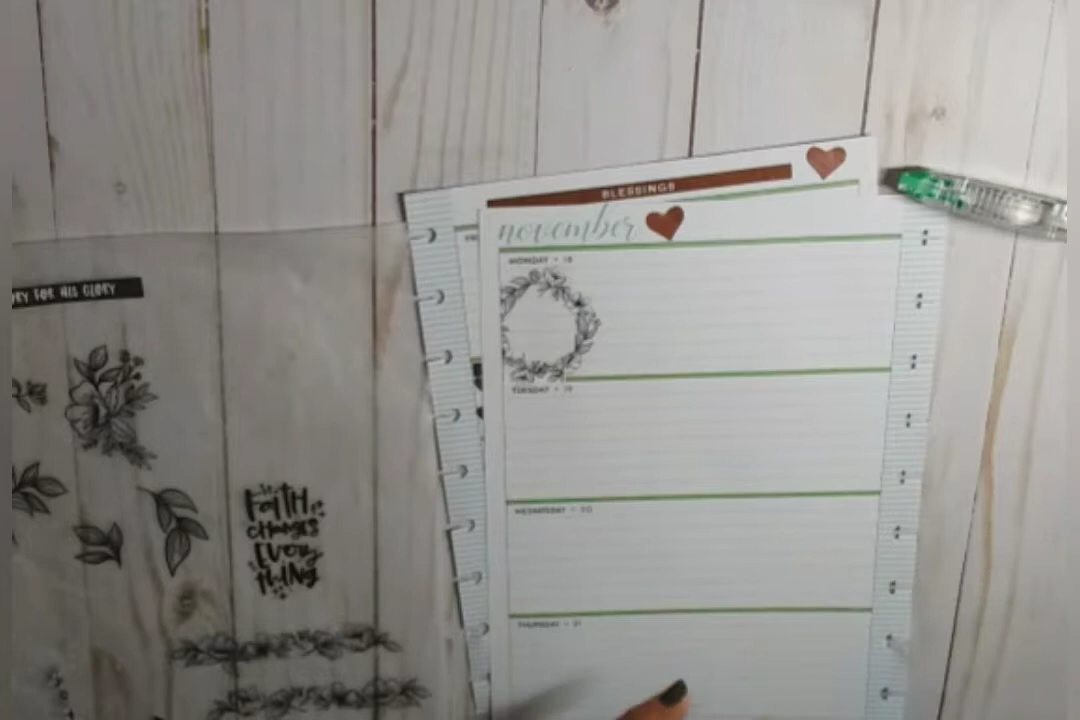 BLESSINGS
november
MONDAY • 18
TUESDAY • 19
WEDNESDAY • 20
THURSDAY • 21
FOR HIS GLORY
FAITH
CHANGES
EVERY
THING